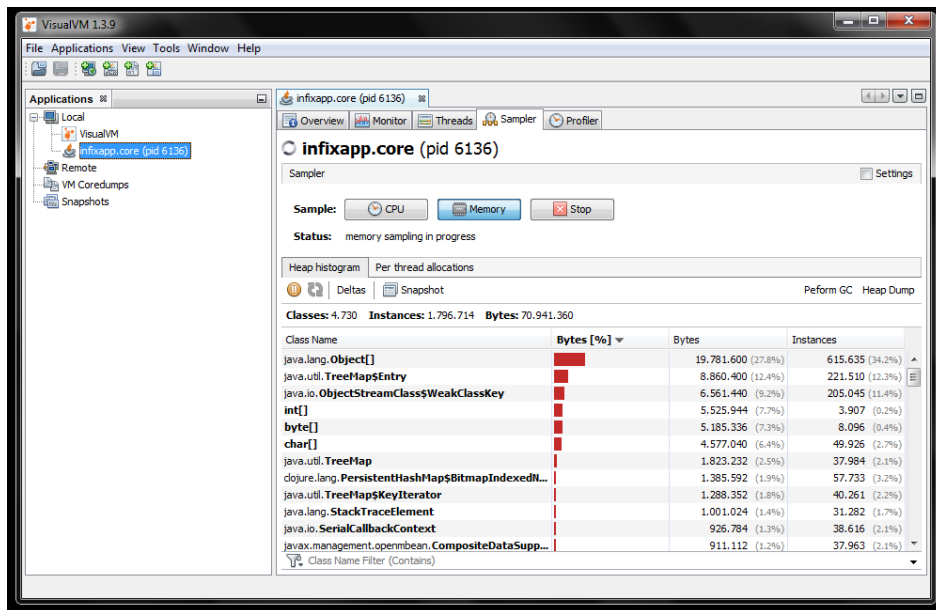 VisualVM 1.3.9
File Applications View Tools Window Help
Applications
infixapp.core (pid 6136)
Local
VisualVM
infixapp.core (pid 6136)
Remote
VM Coredumps
Snapshots
Overview Monitor Threads Sampler Profiler
infixapp.core (pid 6136)
Sampler Settings
Sample: CPU Memory Stop
Status: memory sampling in progress
Heap histogram Per thread allocations
Deltas Snapshot Peform GC Heap Dump
Classes: 4.730 Instances: 1.796.714 Bytes: 70.941.360
Class Name Bytes [%] Bytes Instances
java.lang.Object[] 19.781.600 (27.8%) 615.635 (34.2%)
java.util.TreeMap$Entry 8.860.400 (12.4%) 221.510 (12.3%)
java.io.ObjectStreamClass$WeakClassKey 6.561.440 (9.2%) 205.045 (11.4%)
int[] 5.525.944 (7.7%) 3.907 (0.2%)
byte[] 5.185.336 (7.3%) 8.096 (0.4%)
char[] 4.577.040 (6.4%) 49.926 (2.7%)
java.util.TreeMap 1.823.232 (2.5%) 37.984 (2.1%)
clojure.lang.PersistentHashMap$BitmapIndexedN... 1.385.592 (1.9%) 57.733 (3.2%)
java.util.TreeMap$KeyIterator 1.288.352 (1.8%) 40.261 (2.2%)
java.lang.StackTraceElement 1.001.024 (1.4%) 31.282 (1.7%)
java.io.SerialCallbackContext 926.784 (1.3%) 38.616 (2.1%)
javax.management.openmbean.CompositeDataSupp... 911.112 (1.2%) 37.963 (2.1%)
Class Name Filter (Contains)